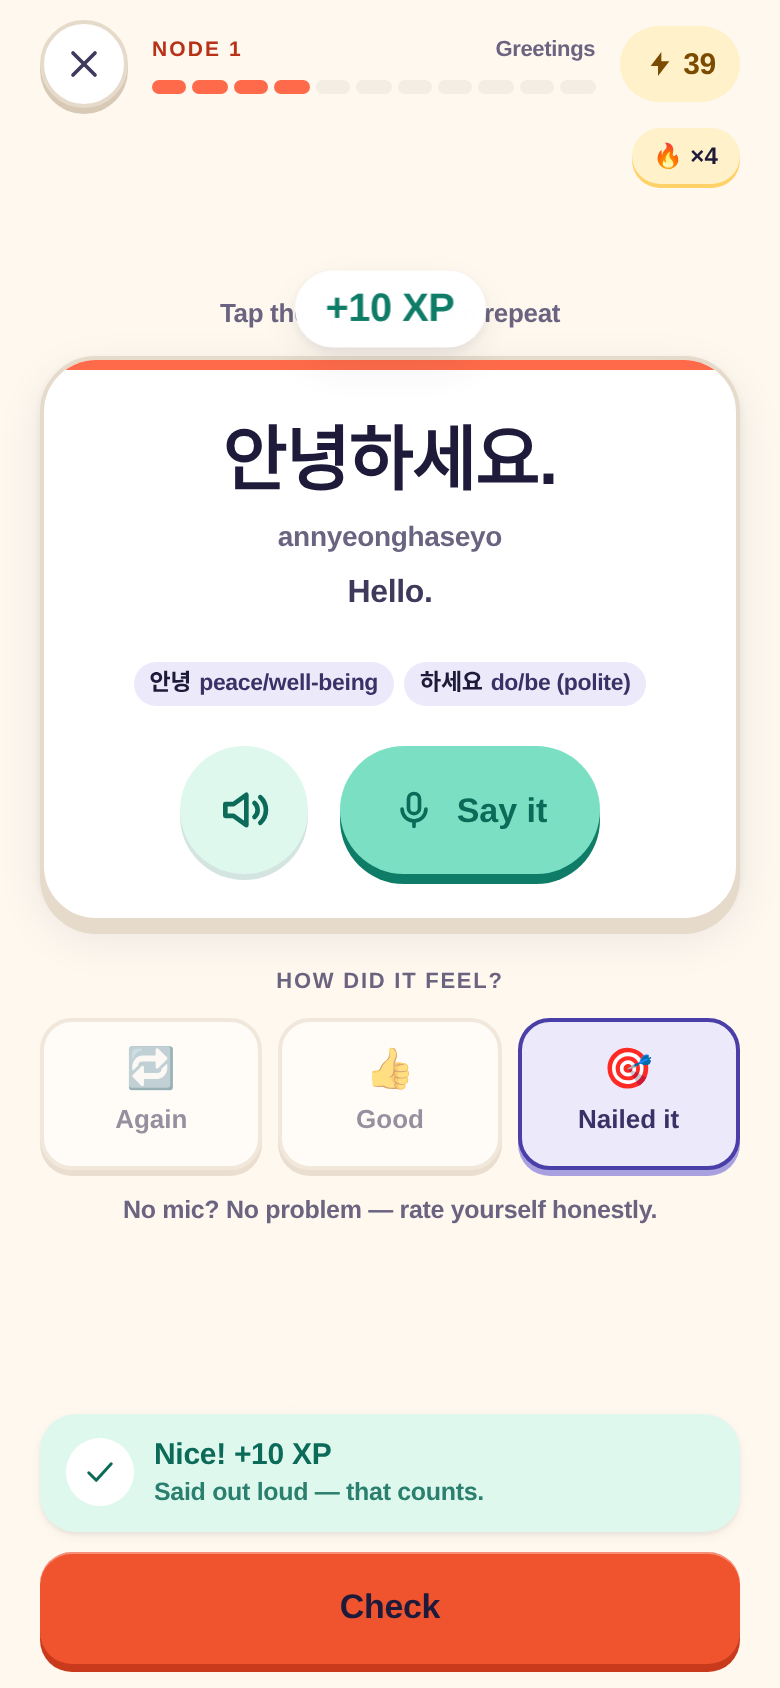 NODE 1
Greetings
39
×4
Tap
+10 XP
repeat
안녕하세요.
annyeonghaseyo
Hello.
안녕 peace/well-being
하세요 do/be (polite)
Say it
HOW DID IT FEEL?
Again
Good
Nailed it
No mic? No problem — rate yourself honestly.
Nice! +10 XP
Said out loud — that counts.
Check